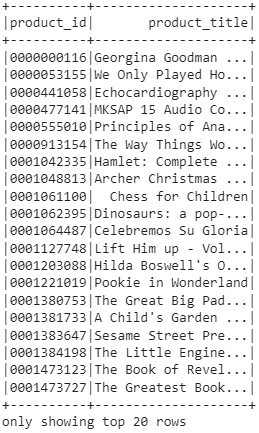 +----------+--------------------+
|product_id|       product_title|
+----------+--------------------+
|0000000116|Georgina Goodman ...|
|0000053155|We Only Played Ho...|
|0000441058|Echocardiography ...|
|0000477141|MKSAP 15 Audio Co...|
|0000555010|Principles of Ana...|
|0000913154|The Way Things Wo...|
|0001042335|Hamlet: Complete ...|
|0001048813|Archer Christmas ...|
|0001061100|  Chess for Children|
|0001062395|Dinosaurs: a pop-...|
|0001064487|Celebremos Su Gloria|
|0001127748|Lift Him up - Vol...|
|0001203088|Hilda Boswell's O...|
|0001221019|Pookie in Wonderland|
|0001380753|The Great Big Pad...|
|0001381733|A Child's Garden ...|
|0001383647|Sesame Street Pre...|
|0001384198|The Little Engine...|
|0001473123|The Book of Revel...|
|0001473727|The Greatest Book...|
+----------+--------------------+
only showing top 20 rows